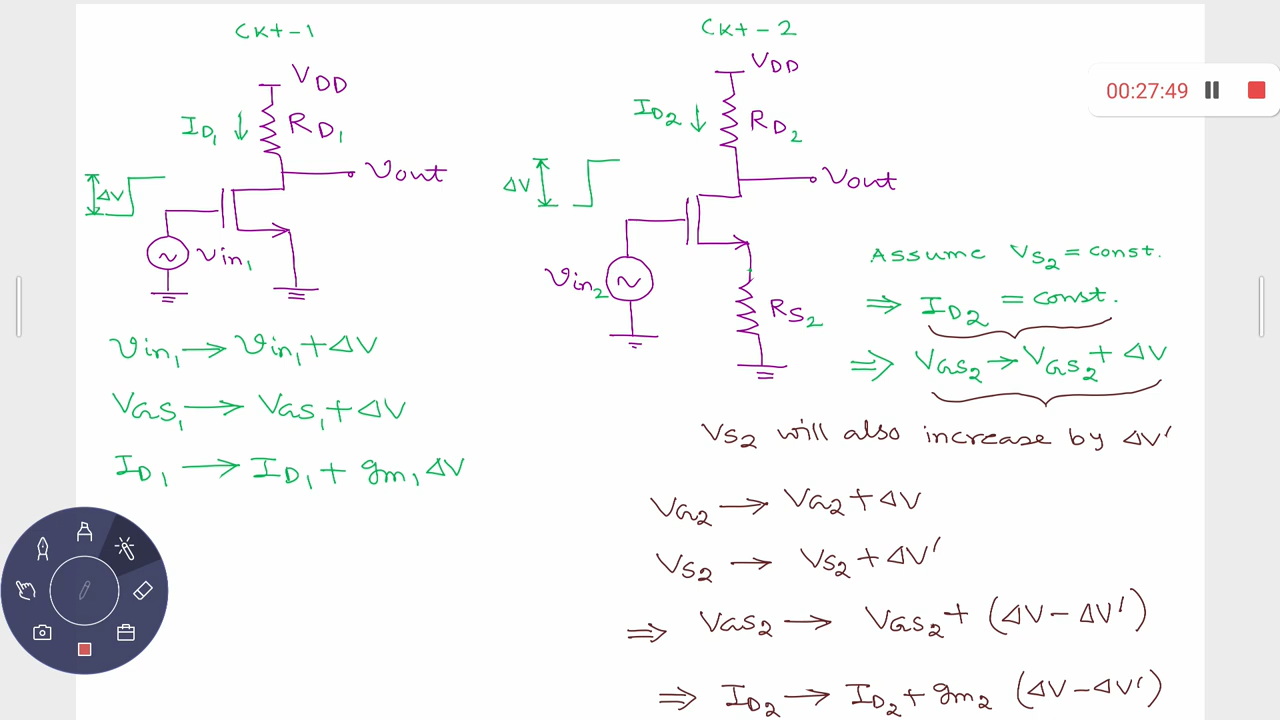 Ckt-1
VDD
ID1 ↓
RD1
Vout
ΔV
Vin1
Vin1 → Vin1 + ΔV
VGS1 → VGS1 + ΔV
ID1 → ID1 + gm1 ΔV
Ckt-2
VDD
ID2 ↓
RD2
Vout
ΔV
Vin2
RS2
00:27:49
Assume VS2 = const.
⇒ ID2 = const.
⇒ VGS2 → VGS2 + ΔV
VS2 will also increase by ΔV'
VG2 → VG2 + ΔV
VS2 → VS2 + ΔV'
⇒ VGS2 → VGS2 + (ΔV - ΔV')
⇒ ID2 → ID2 + gm2 (ΔV - ΔV')